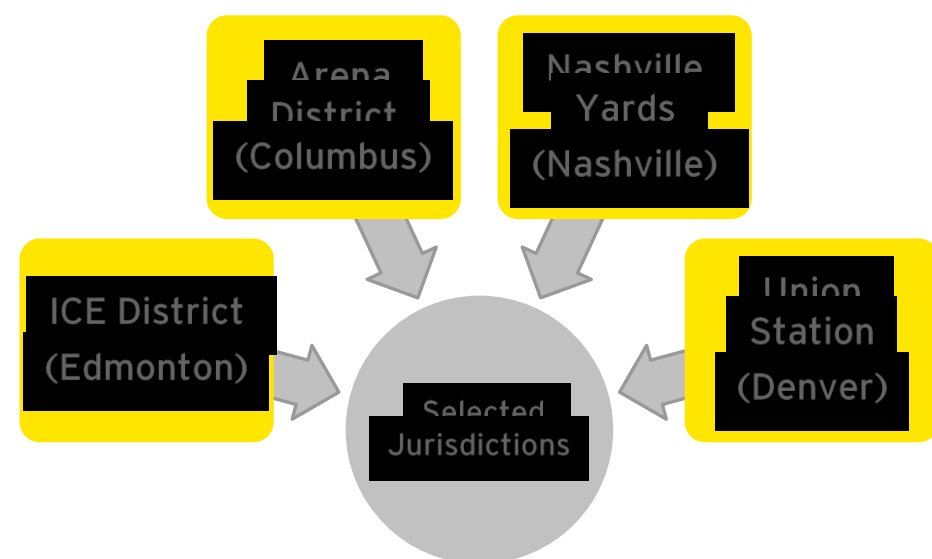 Arena
District
(Columbus)
Nashville
Yards
(Nashville)
ICE District
(Edmonton)
Union
Station
(Denver)
Selected
Jurisdictions